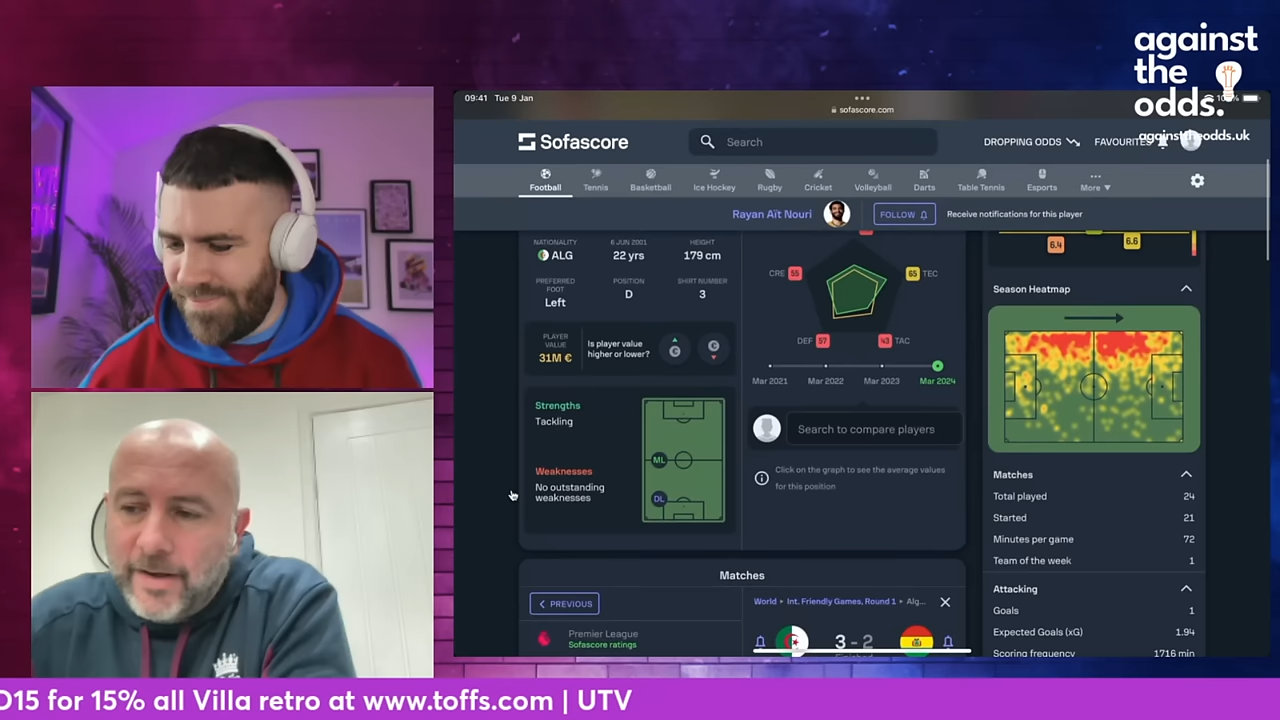 against
the
odds.
againsttheodds.uk
09:41 Tue 9 Jan
sofascore.com
Sofascore
Search
DROPPING ODDS
FAVOURITES
Football
Tennis
Basketball
Ice Hockey
Rugby
Cricket
Volleyball
Darts
Table Tennis
Esports
More
Rayan Aït Nouri
FOLLOW
Receive notifications for this player
NATIONALITY
ALG
6 JUN 2001
22 yrs
HEIGHT
179 cm
PREFERRED
FOOT
Left
POSITION
D
SHIRT NUMBER
3
PLAYER
VALUE
31M €
Is player value
higher or lower?
Strengths
Tackling
Weaknesses
No outstanding
weaknesses
ML
DL
CRE 55
65 TEC
DEF 57
43 TAC
Mar 2021
Mar 2022
Mar 2023
Mar 2024
Search to compare players
Click on the graph to see the average values
for this position
6.4
6.6
Season Heatmap
Matches
Total played 24
Started 21
Minutes per game 72
Team of the week 1
Attacking
Goals 1
Expected Goals (xG) 1.94
Scoring frequency 1716 min
Matches
PREVIOUS
Premier League
Sofascore ratings
World • Int. Friendly Games, Round 1 • Alg...
3 - 2
D15 for 15% all Villa retro at www.toffs.com | UTV